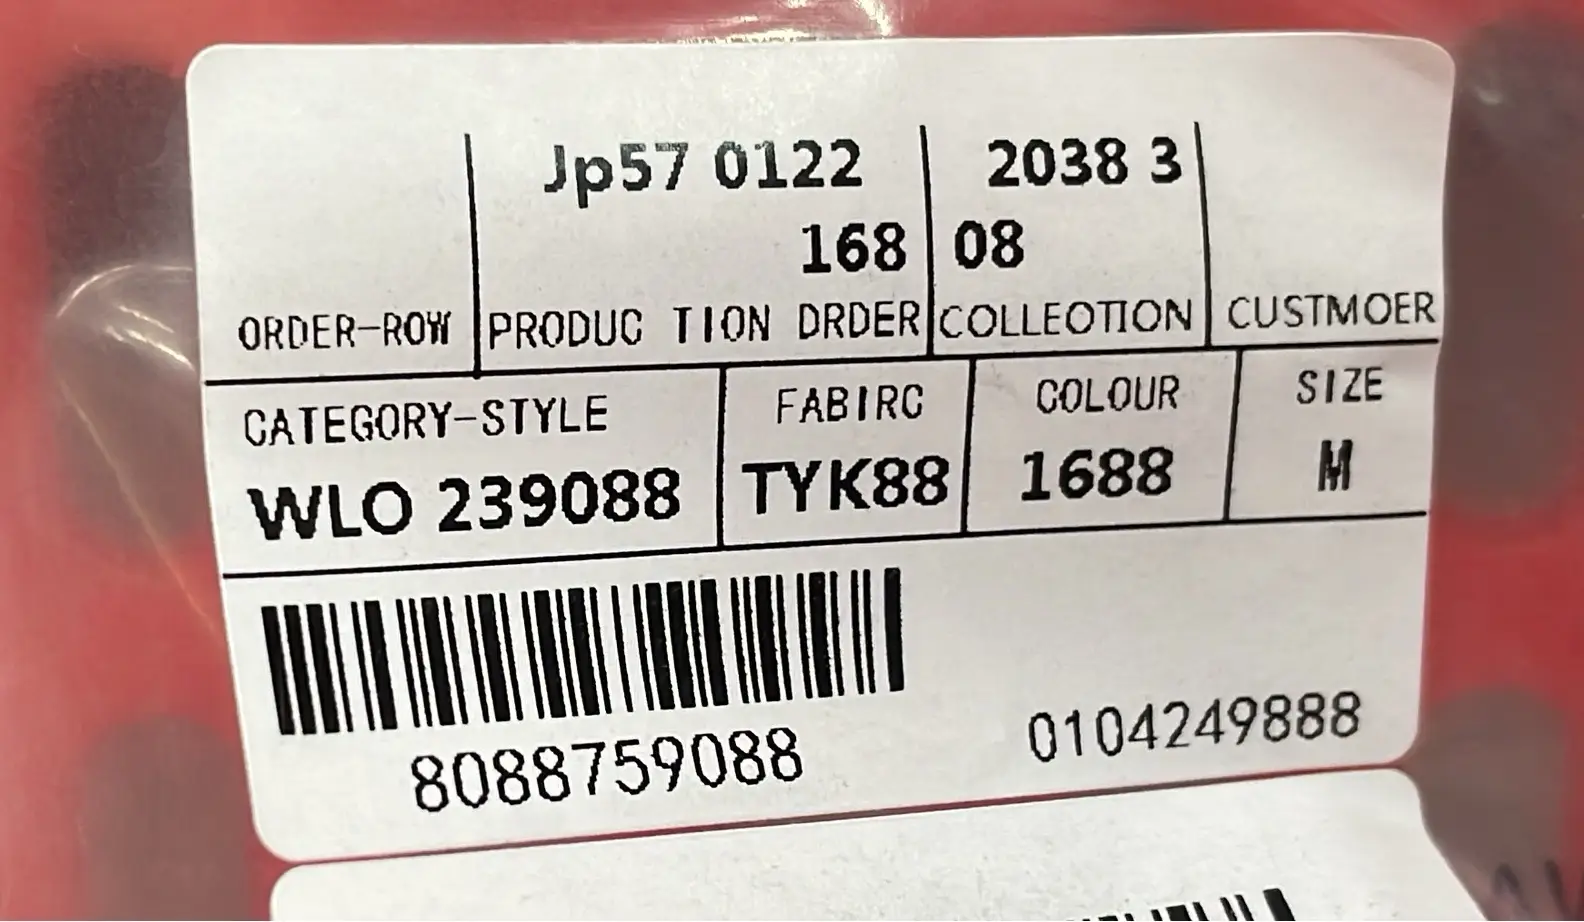 Jp57 0122 2038 3
168 08
ORDER-ROW PRODUC TION DRDER COLLEOTION CUSTMOER
CATEGORY-STYLE FABIRC COLOUR SIZE
WLO 239088 TYK88 1688 M
8088759088 0104249888